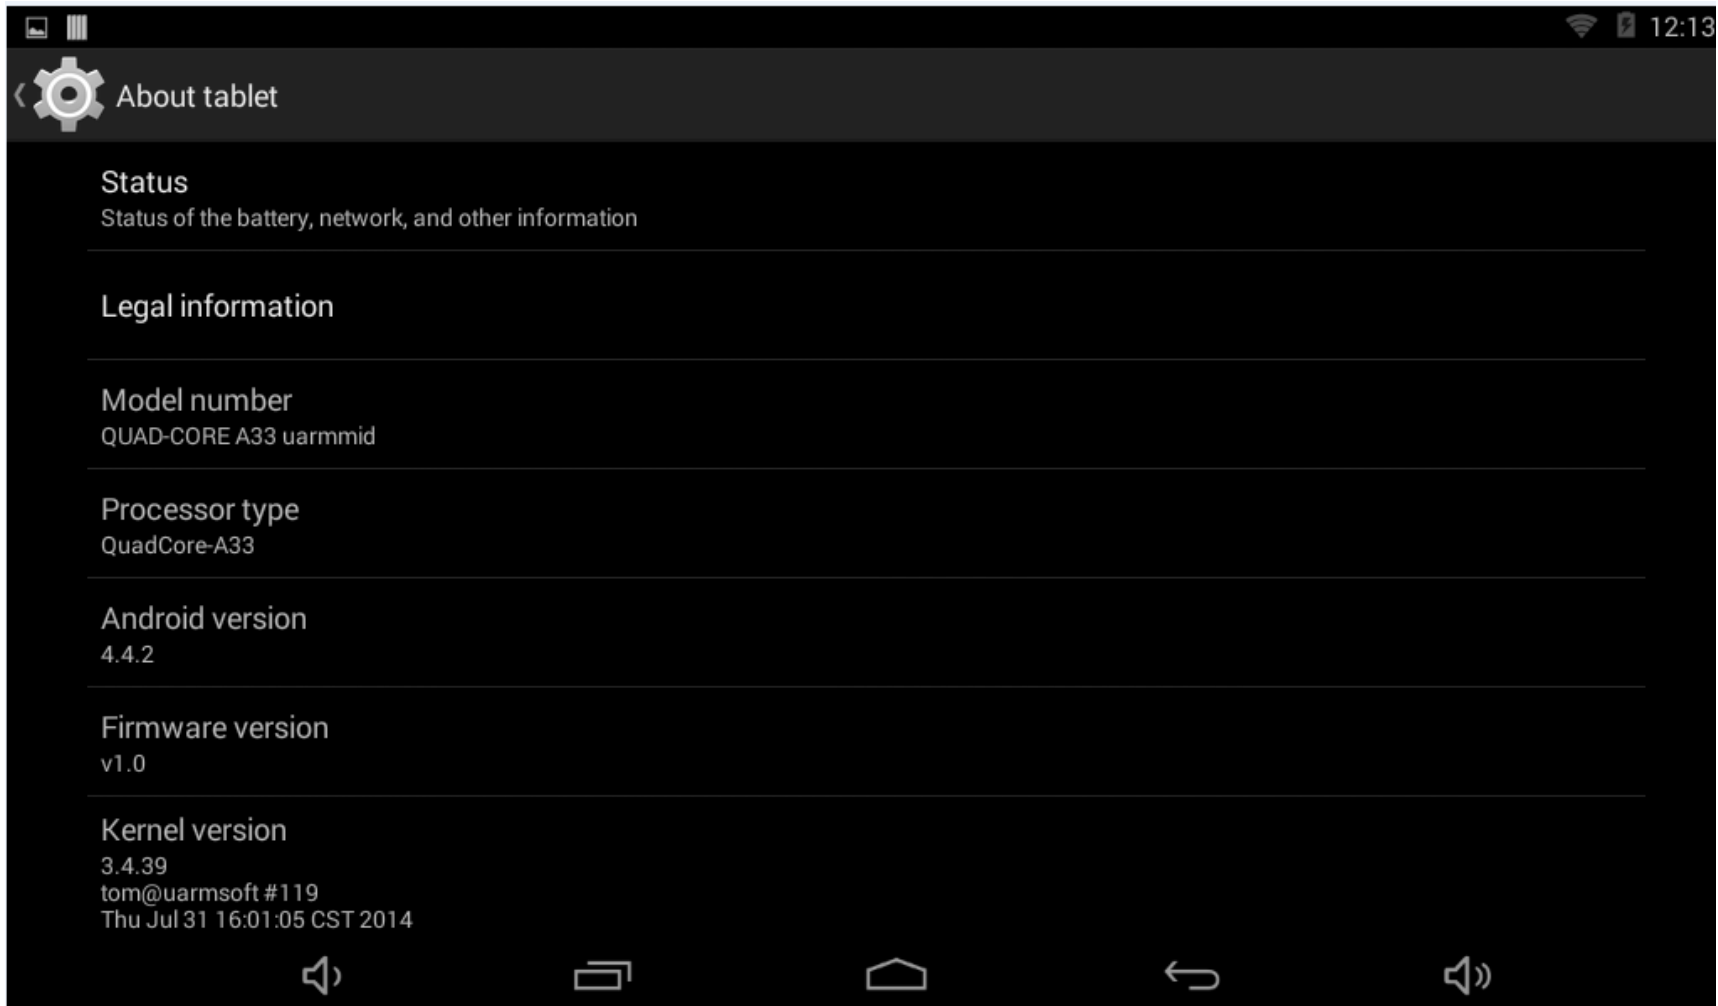 12:13
About tablet
Status
Status of the battery, network, and other information
Legal information
Model number
QUAD-CORE A33 uarmmid
Processor type
QuadCore-A33
Android version
4.4.2
Firmware version
v1.0
Kernel version
3.4.39
tom@uarmsoft #119
Thu Jul 31 16:01:05 CST 2014